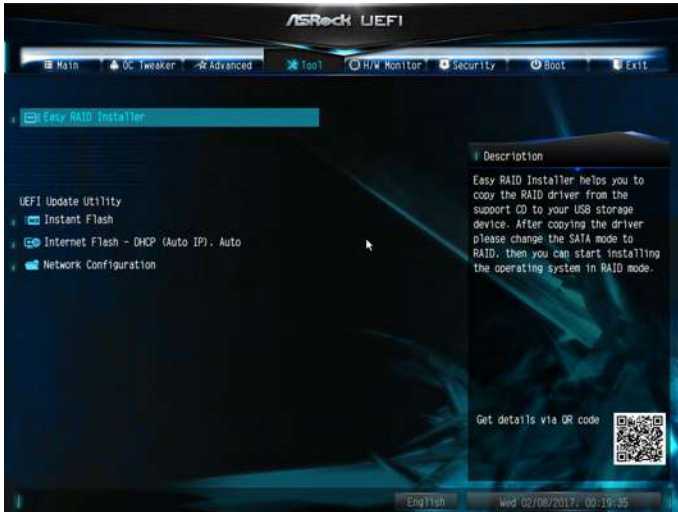 ASRock UEFI
Main OC Tweaker Advanced Tool H/W Monitor Security Boot Exit
Easy RAID Installer
UEFI Update Utility
Instant Flash
Internet Flash - DHCP (Auto IP), Auto
Network Configuration
Description
Easy RAID Installer helps you to
copy the RAID driver from the
support CD to your USB storage
device. After copying the driver
please change the SATA mode to
RAID, then you can start installing
the operating system in RAID mode.
Get details via QR code
English
Wed 02/08/2017, 00:19:35